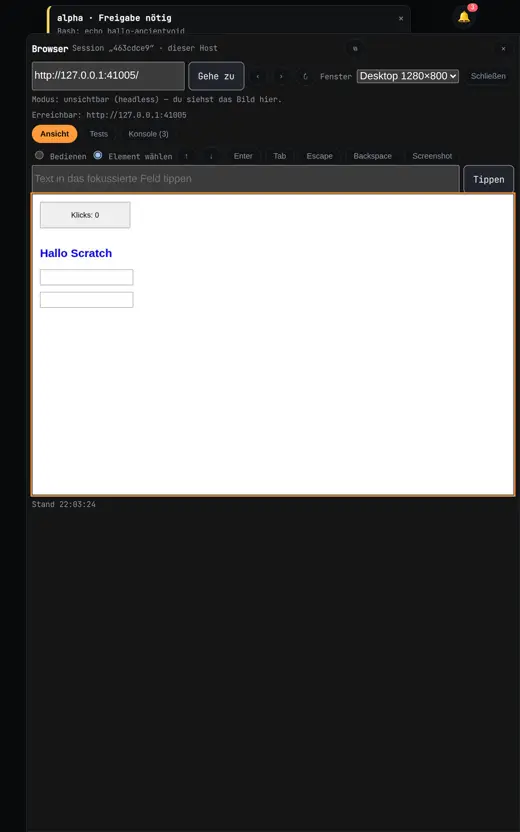 alpha · Freigabe nötig ×
Bash: echo hallo-ancientvoid
🔔 3
Browser Session „463cdce9“ · dieser Host ⧉ ×
http://127.0.0.1:41005/ Gehe zu ‹ › ↻ Fenster Desktop 1280×800 Schließen
Modus: unsichtbar (headless) — du siehst das Bild hier.
Erreichbar: http://127.0.0.1:41005
Ansicht Tests Konsole (3)
Bedienen Element wählen ↑ ↓ Enter Tab Escape Backspace Screenshot
Text in das fokussierte Feld tippen Tippen
Klicks: 0
Hallo Scratch
Stand 22:03:24